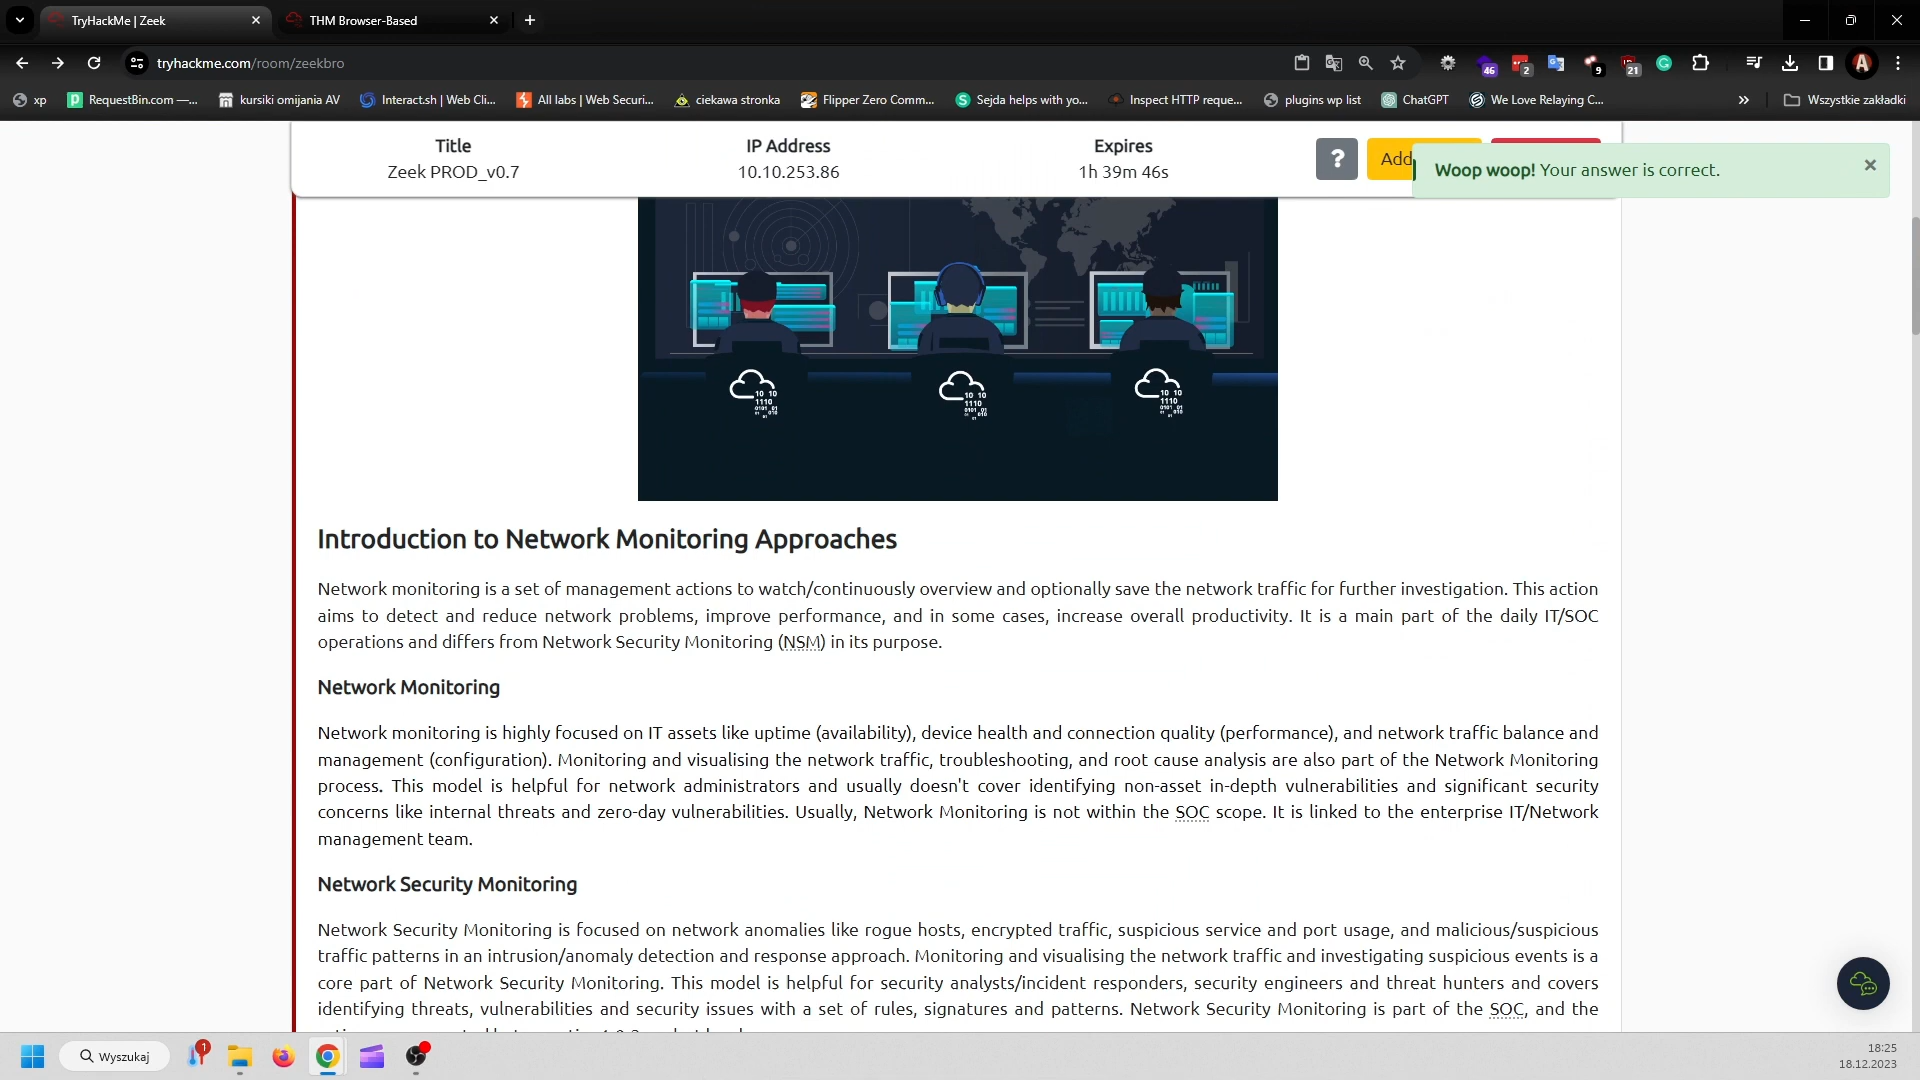 TryHackMe | Zeek
THM Browser-Based
tryhackme.com/room/zeekbro
46
2
9
21
A
xp
RequestBin.com —...
kursiki omijania AV
Interact.sh | Web Cli...
All labs | Web Securi...
ciekawa stronka
Flipper Zero Comm...
Sejda helps with yo...
Inspect HTTP reque...
plugins wp list
ChatGPT
We Love Relaying C...
Wszystkie zakładki
Title
Zeek PROD_v0.7
IP Address
10.10.253.86
Expires
1h 39m 46s
?
Add
Woop woop! Your answer is correct.
10 10
1110
0101 01
010
10 10
1110
0101 01
010
10 10
1110
0101 01
010
Introduction to Network Monitoring Approaches
Network monitoring is a set of management actions to watch/continuously overview and optionally save the network traffic for further investigation. This action
aims to detect and reduce network problems, improve performance, and in some cases, increase overall productivity. It is a main part of the daily IT/SOC
operations and differs from Network Security Monitoring (NSM) in its purpose.
Network Monitoring
Network monitoring is highly focused on IT assets like uptime (availability), device health and connection quality (performance), and network traffic balance and
management (configuration). Monitoring and visualising the network traffic, troubleshooting, and root cause analysis are also part of the Network Monitoring
process. This model is helpful for network administrators and usually doesn't cover identifying non-asset in-depth vulnerabilities and significant security
concerns like internal threats and zero-day vulnerabilities. Usually, Network Monitoring is not within the SOC scope. It is linked to the enterprise IT/Network
management team.
Network Security Monitoring
Network Security Monitoring is focused on network anomalies like rogue hosts, encrypted traffic, suspicious service and port usage, and malicious/suspicious
traffic patterns in an intrusion/anomaly detection and response approach. Monitoring and visualising the network traffic and investigating suspicious events is a
core part of Network Security Monitoring. This model is helpful for security analysts/incident responders, security engineers and threat hunters and covers
identifying threats, vulnerabilities and security issues with a set of rules, signatures and patterns. Network Security Monitoring is part of the SOC, and the
1
Wyszukaj
18:25
18.12.2023